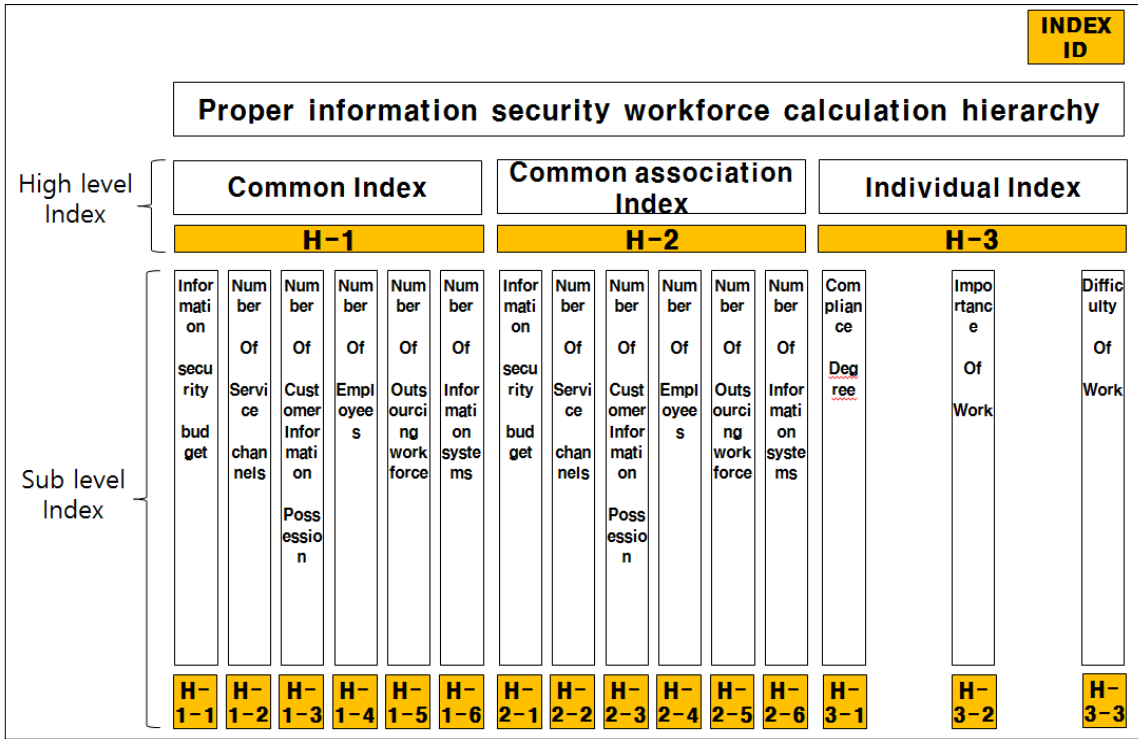 INDEX
ID
Proper information security workforce calculation hierarchy
High level
Index
Common Index
Common association
Index
Individual Index
H-1
H-2
H-3
Sub level
Index
Infor
mati
on
secu
rity
bud
get
Num
ber
Of
Servi
ce
chan
nels
Num
ber
Of
Cust
omer
Infor
mati
on
Poss
essio
n
Num
ber
Of
Empl
oyee
s
Num
ber
Of
Outs
ourci
ng
work
force
Num
ber
Of
Infor
mati
on
syste
ms
Infor
mati
on
secu
rity
bud
get
Num
ber
Of
Servi
ce
chan
nels
Num
ber
Of
Cust
omer
Infor
mati
on
Poss
essio
n
Num
ber
Of
Empl
oyee
s
Num
ber
Of
Outs
ourci
ng
work
force
Num
ber
Of
Infor
mati
on
syste
ms
Com
plian
ce
Deg
ree
Impo
rtanc
e
Of
Work
Diffic
ulty
Of
Work
H-
1-1
H-
1-2
H-
1-3
H-
1-4
H-
1-5
H-
1-6
H-
2-1
H-
2-2
H-
2-3
H-
2-4
H-
2-5
H-
2-6
H-
3-1
H-
3-2
H-
3-3